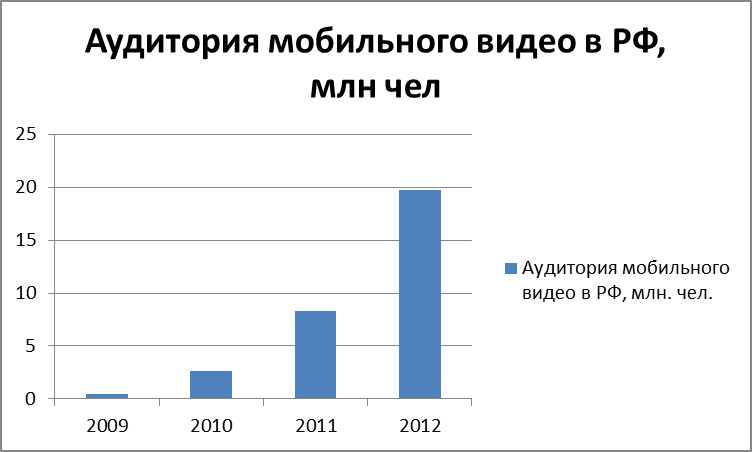 Аудитория мобильного видео в РФ,
млн чел
25
20
15
10
5
0
2009 2010 2011 2012
Аудитория мобильного
видео в РФ, млн. чел.